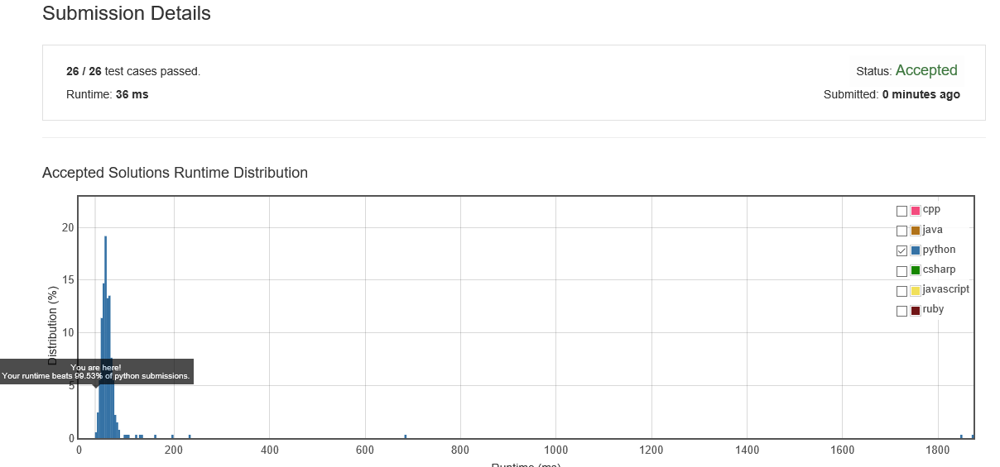 Submission Details
26 / 26 test cases passed.
Status: Accepted
Runtime: 36 ms
Submitted: 0 minutes ago
Accepted Solutions Runtime Distribution
cpp
java
python
csharp
javascript
ruby
20
15
10
5
0
Distribution (%)
You are here!
Your runtime beats 99.53% of python submissions.
0
200
400
600
800
1000
1200
1400
1600
1800
Runtime (ms)